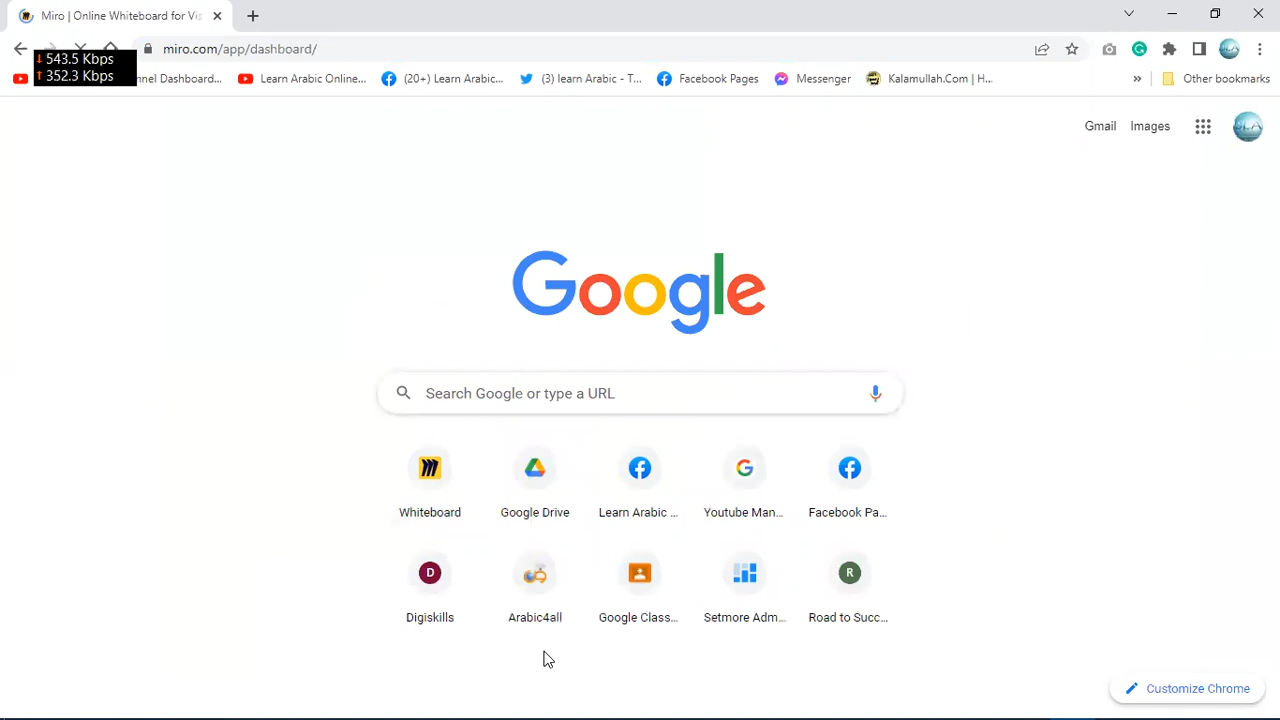 Miro | Online Whiteboard for Vis
miro.com/app/dashboard/
543.5 Kbps
352.3 Kbps
nnel Dashboard...
Learn Arabic Online...
(20+) Learn Arabic...
(3) learn Arabic - T...
Facebook Pages
Messenger
Kalamullah.Com | H...
»
Other bookmarks
Gmail
Images
Google
Search Google or type a URL
Whiteboard
Google Drive
Learn Arabic ...
Youtube Man...
Facebook Pa...
D
R
Digiskills
Arabic4all
Google Class...
Setmore Adm...
Road to Succ...
Customize Chrome